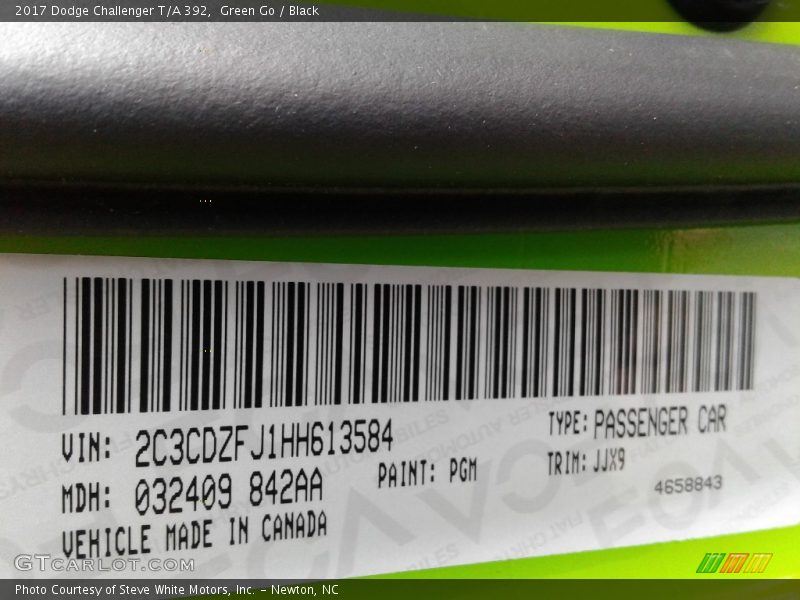 2017 Dodge Challenger T/A 392, Green Go / Black
VIN: 2C3CDZFJ1HH613584
TYPE: PASSENGER CAR
MDH: 032409 842AA
PAINT: PGM
TRIM: JJX9
4658843
VEHICLE MADE IN CANADA
GTCARLOT.COM
Photo Courtesy of Steve White Motors, Inc. - Newton, NC